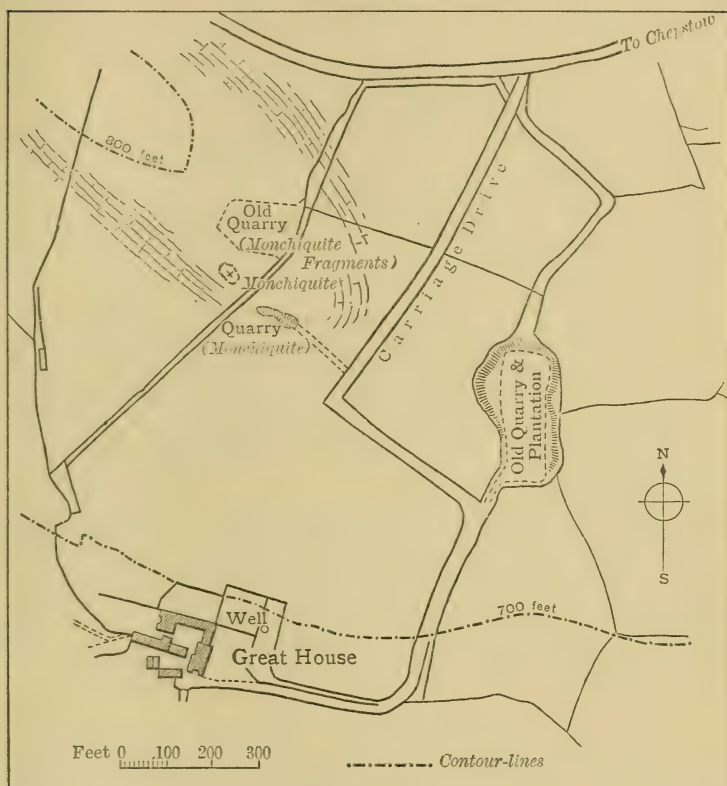 To Chepstow
800 feet
Old
Quarry
(Monchiquite
Fragments)
Monchiquite
Quarry
(Monchiquite)
Carriage Drive
Old Quarry &
Plantation
N
S
700 feet
Well
Great House
Feet 0 100 200 300
Contour-lines